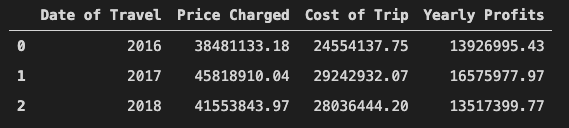 Date of Travel Price Charged Cost of Trip Yearly Profits
0 2016 38481133.18 24554137.75 13926995.43
1 2017 45818910.04 29242932.07 16575977.97
2 2018 41553843.97 28036444.20 13517399.77